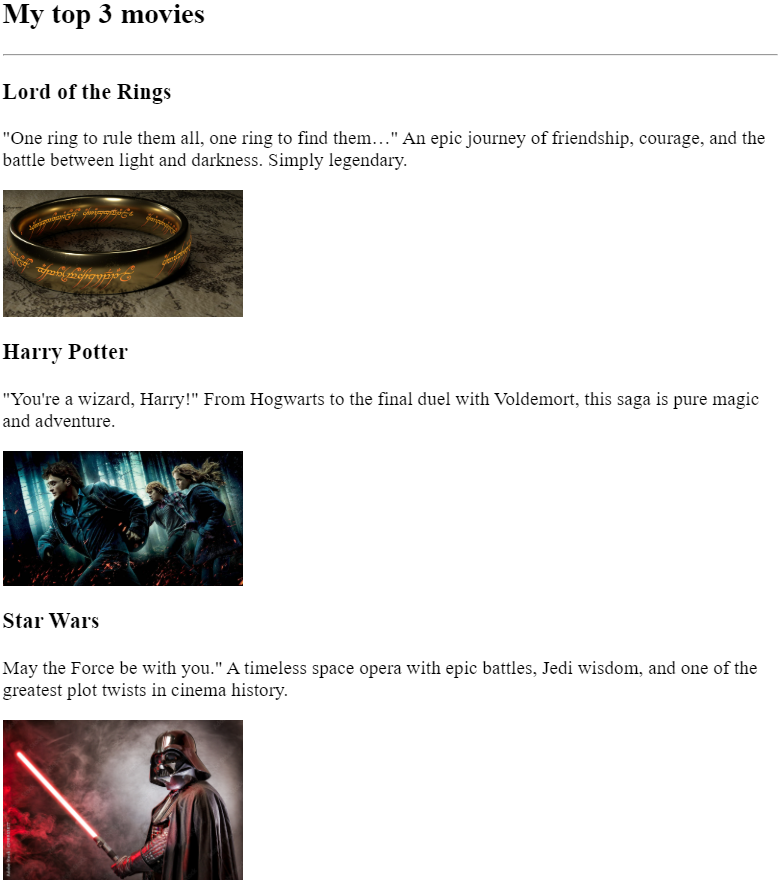 My top 3 movies
Lord of the Rings
"One ring to rule them all, one ring to find them…" An epic journey of friendship, courage, and the
battle between light and darkness. Simply legendary.
Harry Potter
"You're a wizard, Harry!" From Hogwarts to the final duel with Voldemort, this saga is pure magic
and adventure.
Star Wars
May the Force be with you." A timeless space opera with epic battles, Jedi wisdom, and one of the
greatest plot twists in cinema history.